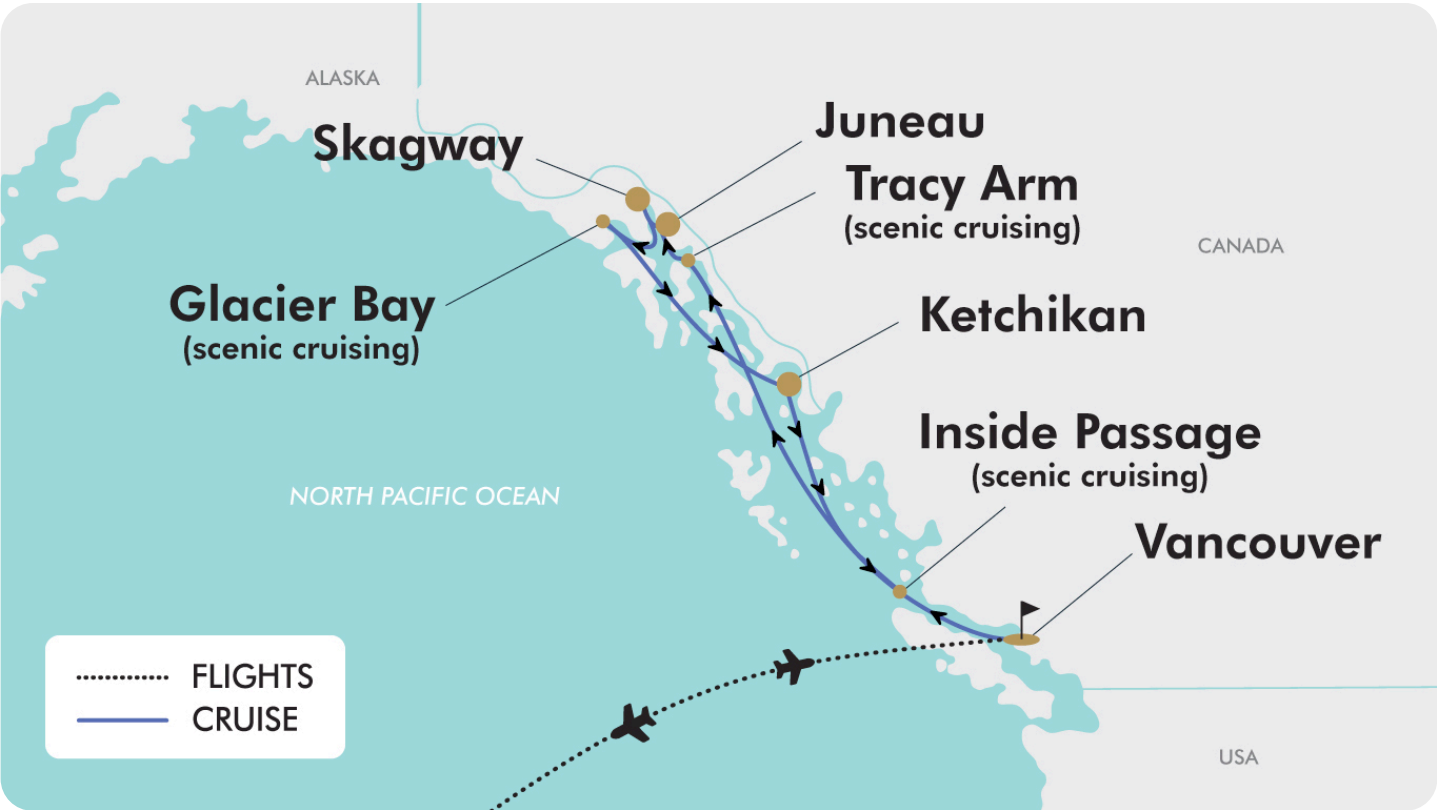 ALASKA
Skagway
Juneau
Tracy Arm
(scenic cruising)
CANADA
Glacier Bay
(scenic cruising)
Ketchikan
Inside Passage
(scenic cruising)
NORTH PACIFIC OCEAN
Vancouver
FLIGHTS
CRUISE
USA